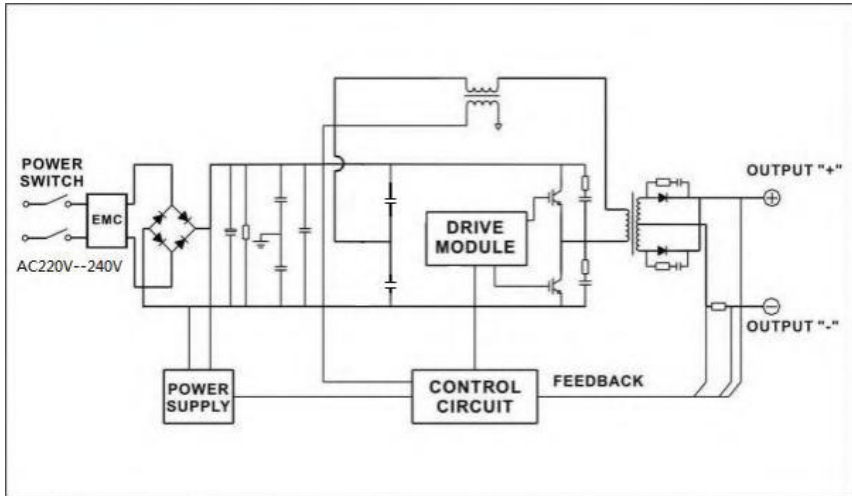 POWER
SWITCH
EMC
AC220V--240V
DRIVE
MODULE
OUTPUT "+"
OUTPUT "-"
POWER
SUPPLY
CONTROL
CIRCUIT
FEEDBACK